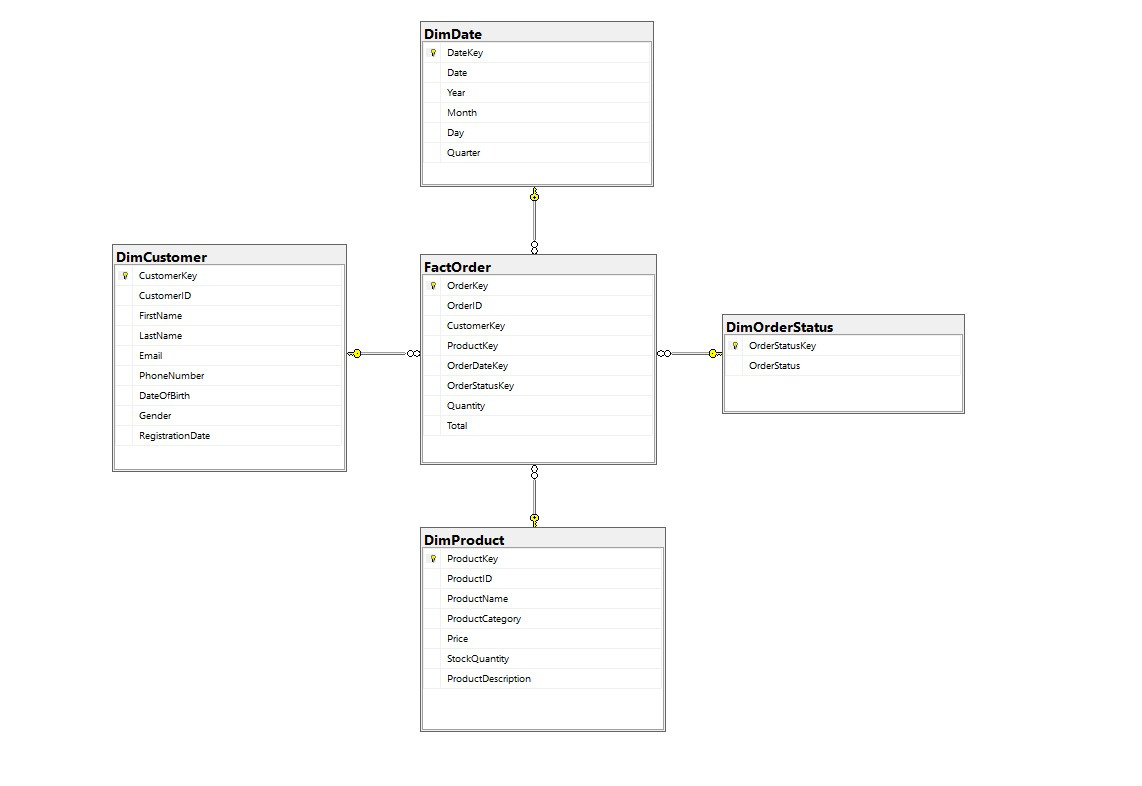 DimDate
DateKey
Date
Year
Month
Day
Quarter
DimCustomer
CustomerKey
CustomerID
FirstName
LastName
Email
PhoneNumber
DateOfBirth
Gender
RegistrationDate
FactOrder
OrderKey
OrderID
CustomerKey
ProductKey
OrderDateKey
OrderStatusKey
Quantity
Total
DimOrderStatus
OrderStatusKey
OrderStatus
DimProduct
ProductKey
ProductID
ProductName
ProductCategory
Price
StockQuantity
ProductDescription